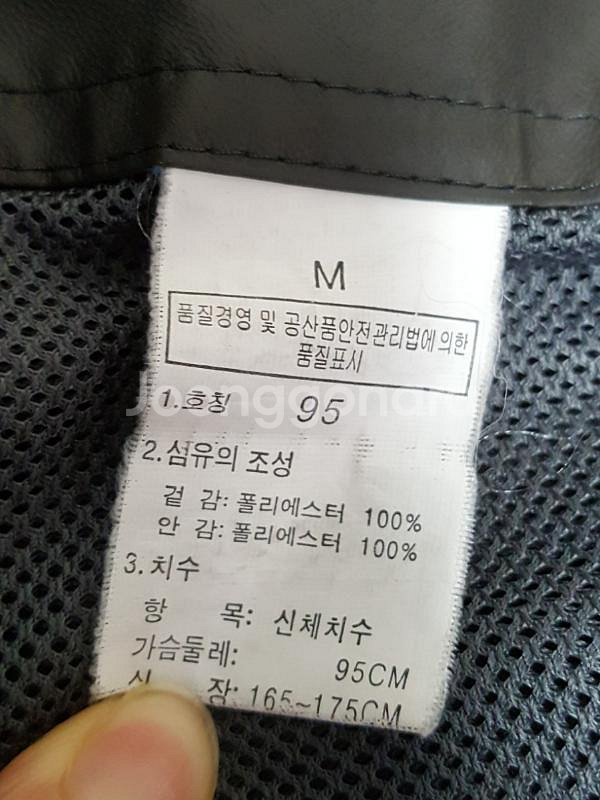 M
품질경영 및 공산품안전관리법에의한
품질표시
Joonggonara
1.호칭 95
2.섬유의 조성
겉 감: 폴리에스터 100%
안 감: 폴리에스터 100%
3.치수
항 목: 신체치수
가슴둘레: 95CM
신 장: 165~175CM